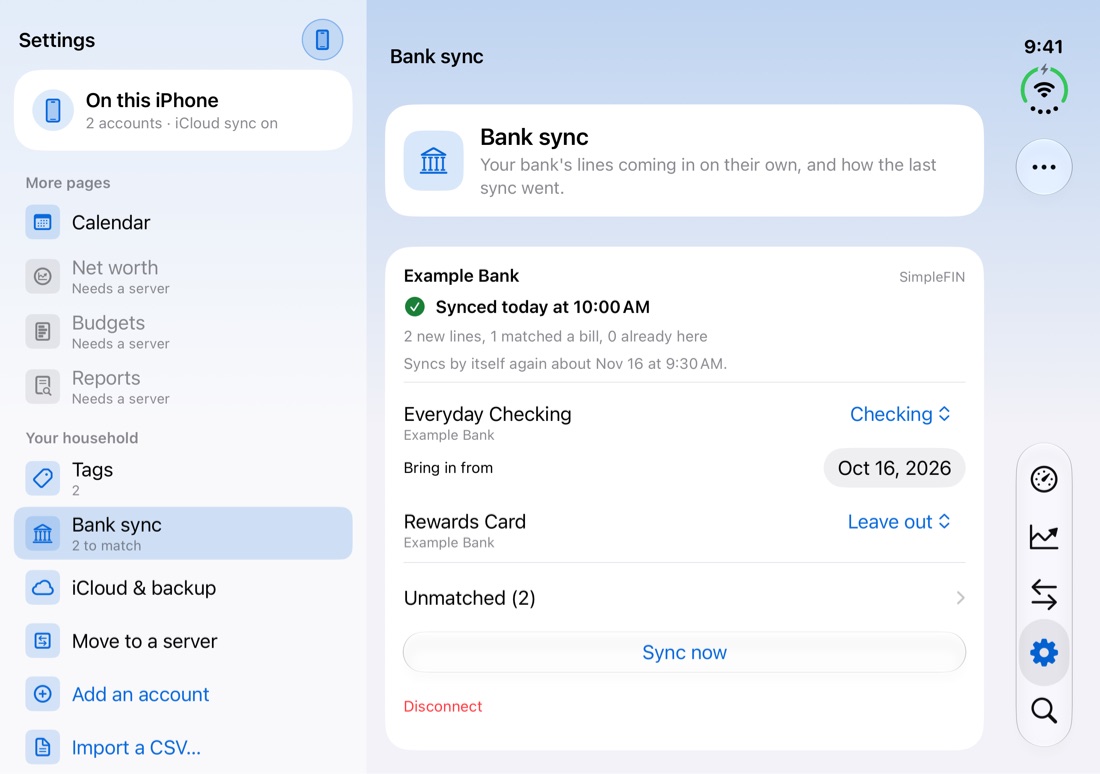 Settings
On this iPhone
2 accounts · iCloud sync on
More pages
Calendar
Net worth
Needs a server
Budgets
Needs a server
Reports
Needs a server
Your household
Tags
2
Bank sync
2 to match
iCloud & backup
Move to a server
Add an account
Import a CSV...
Bank sync
Bank sync
Your bank's lines coming in on their own, and how the last
sync went.
Example Bank
SimpleFIN
Synced today at 10:00 AM
2 new lines, 1 matched a bill, 0 already here
Syncs by itself again about Nov 16 at 9:30 AM.
Everyday Checking
Checking
Example Bank
Bring in from
Oct 16, 2026
Rewards Card
Leave out
Example Bank
Unmatched (2)
Sync now
Disconnect
9:41